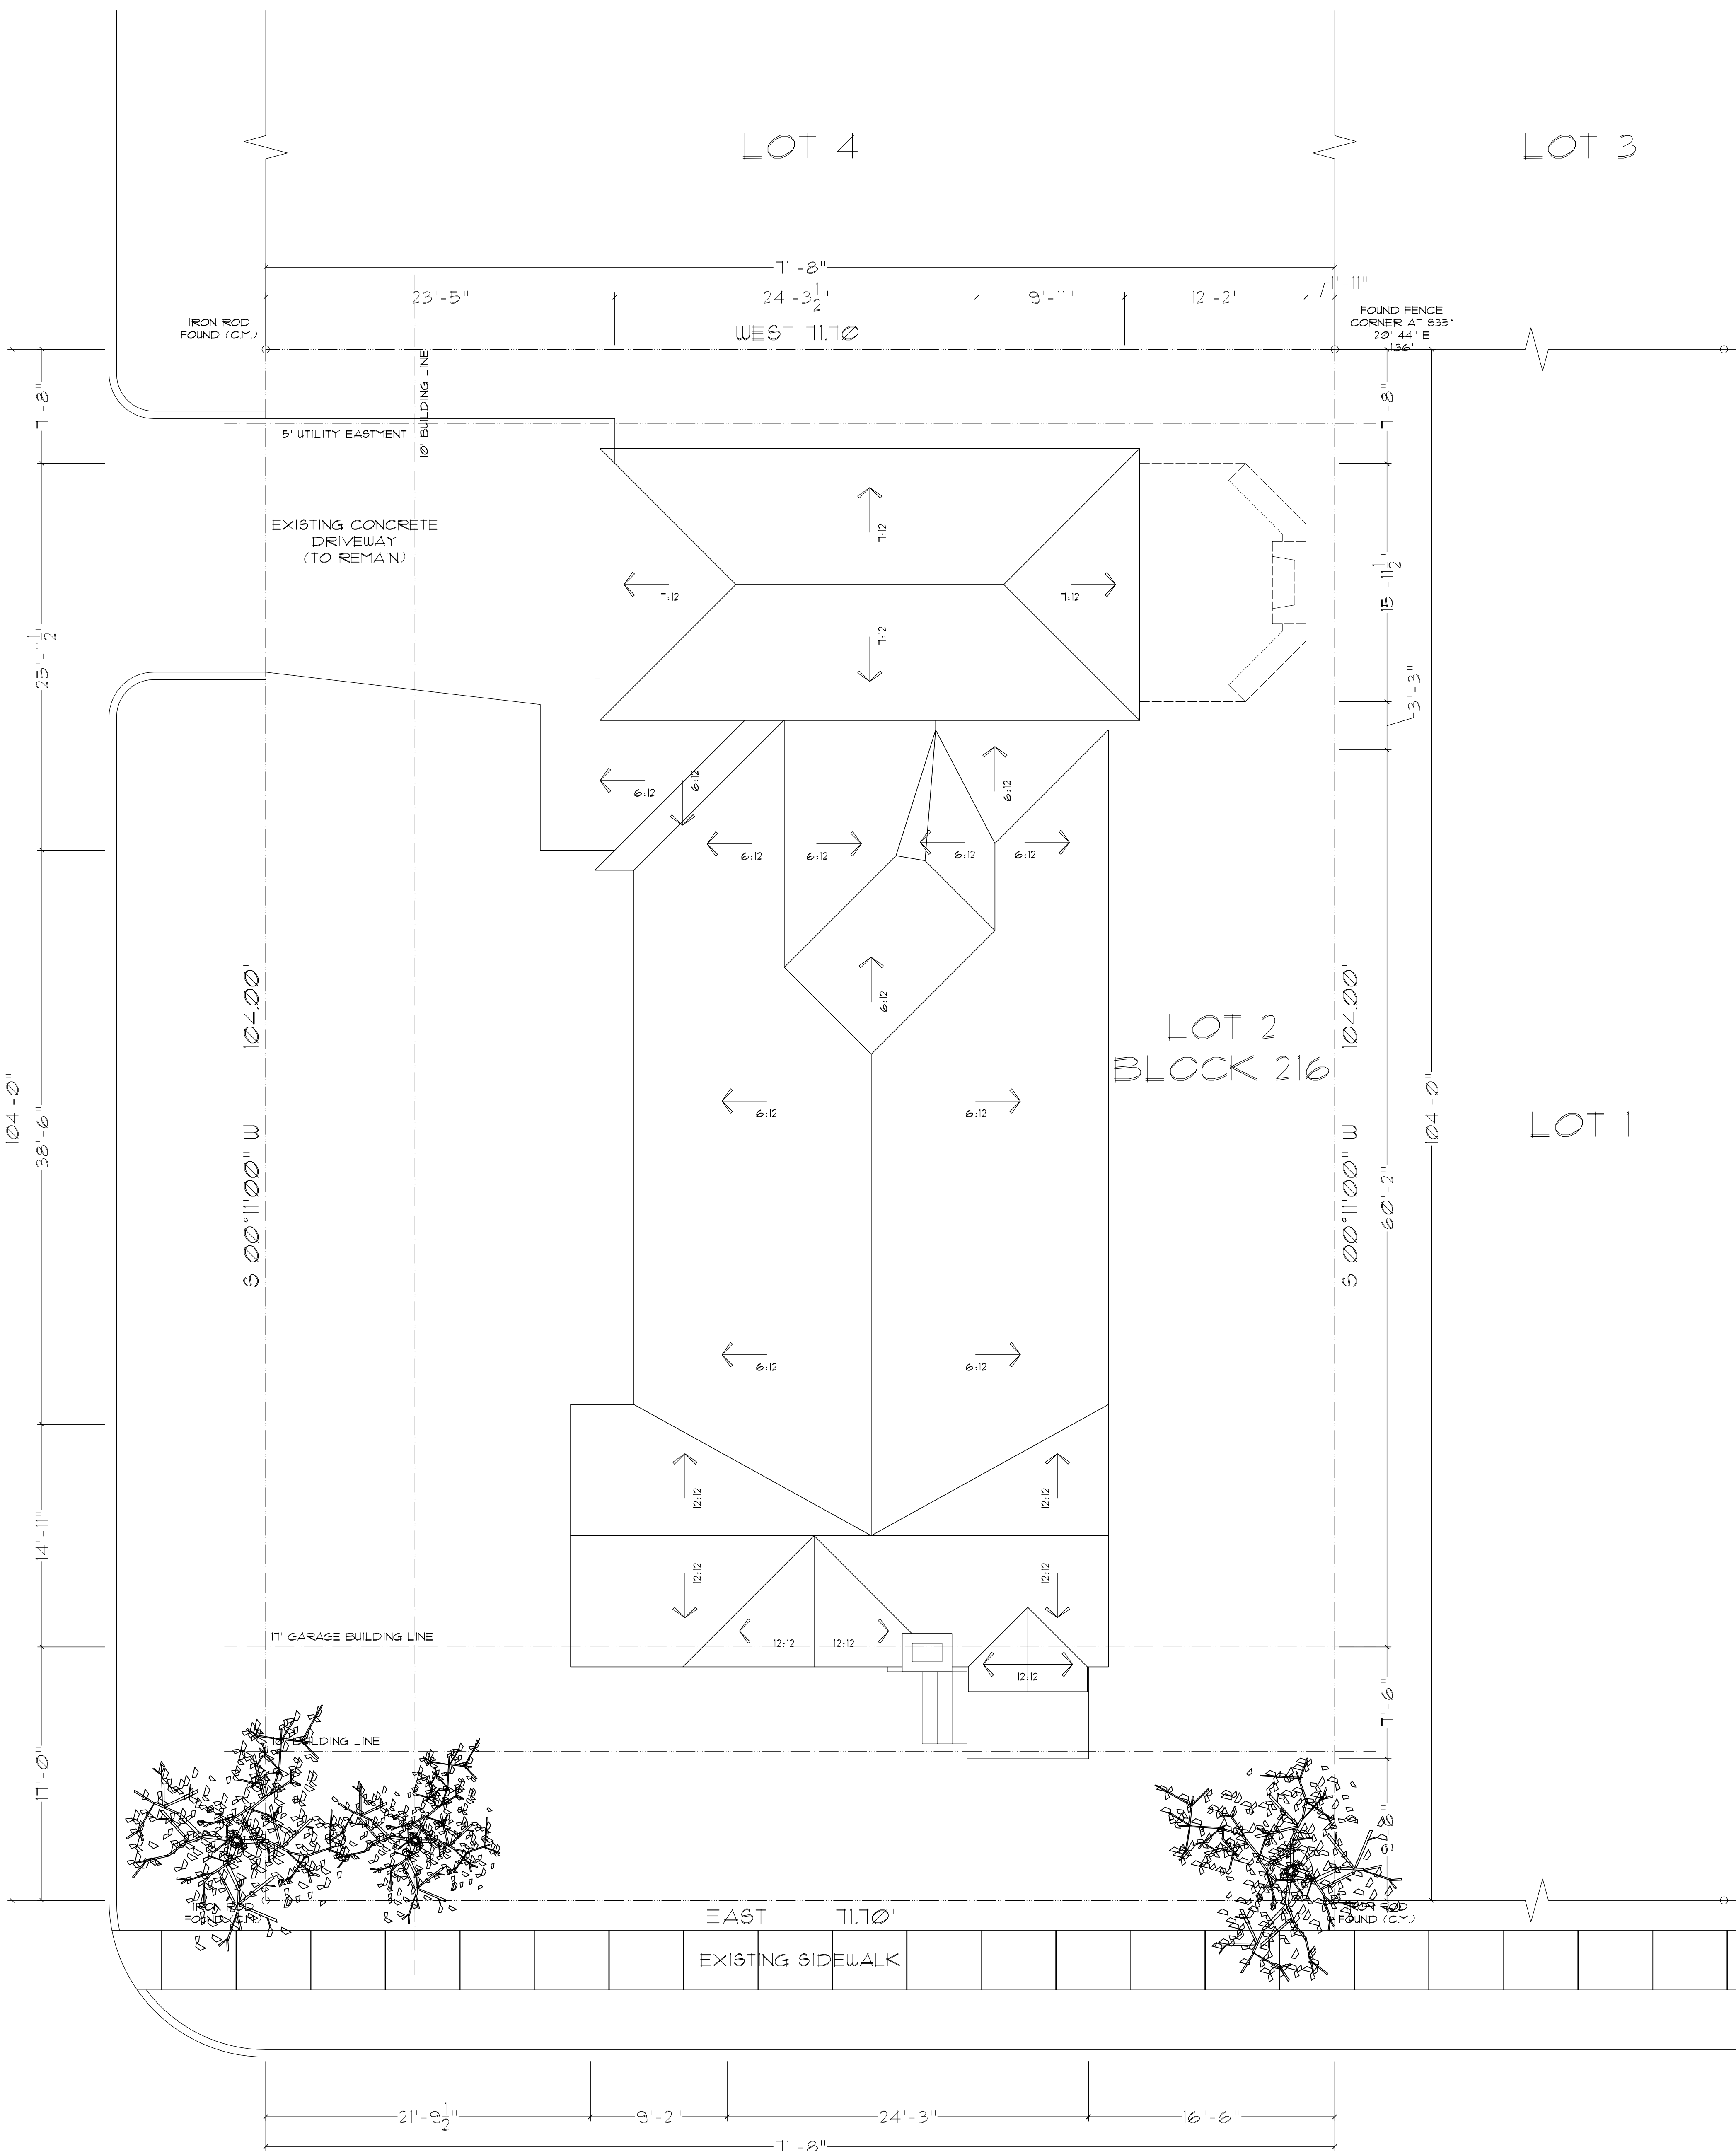 LOT 4
LOT 3
71'-8"
23'-5"
24'-3 1/2"
9'-11"
12'-2"
1'-11"
IRON ROD
FOUND (C.M.)
WEST 71.70'
FOUND FENCE
CORNER AT S35°
20' 44" E
1.36'
7'-8"
10' BUILDING LINE
7'-8"
5' UTILITY EASTMENT
EXISTING CONCRETE
DRIVEWAY
(TO REMAIN)
7:12
7:12
7:12
7:12
25'-11 1/2"
15'-11 1/2"
3'-3"
6:12
6:12
6:12
6:12
6:12
6:12
6:12
6:12
LOT 2
BLOCK 216
S 00°11'00" W 104.00'
S 00°11'00" W 104.00'
104'-0"
38'-6"
6:12
6:12
60'-2"
104'-0"
LOT 1
6:12
6:12
12:12
12:12
14'-11"
12:12
12:12
17' GARAGE BUILDING LINE
12:12
12:12
12:12
7'-6"
10' BUILDING LINE
17'-0"
9'-6"
IRON ROD
FOUND (C.M.)
EAST 71.70'
IRON ROD
FOUND (C.M.)
EXISTING SIDEWALK
21'-9 1/2"
9'-2"
24'-3"
16'-6"
71'-8"